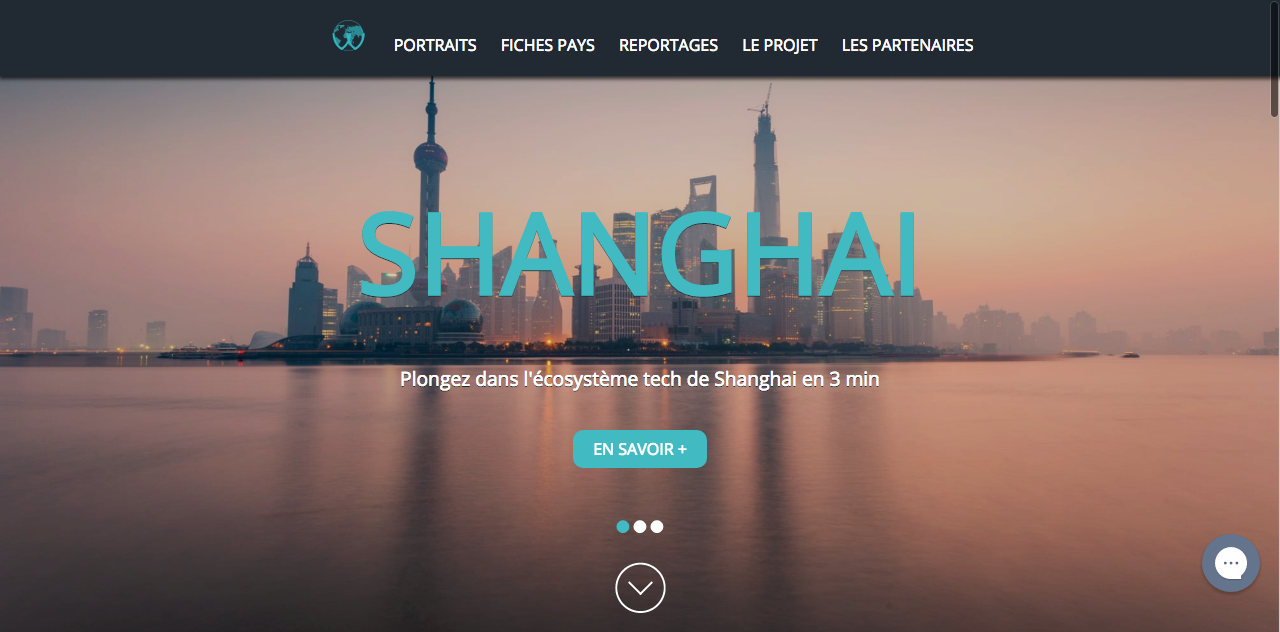 PORTRAITS FICHES PAYS REPORTAGES LE PROJET LES PARTENAIRES
SHANGHAI
Plongez dans l'écosystème tech de Shanghai en 3 min
EN SAVOIR +